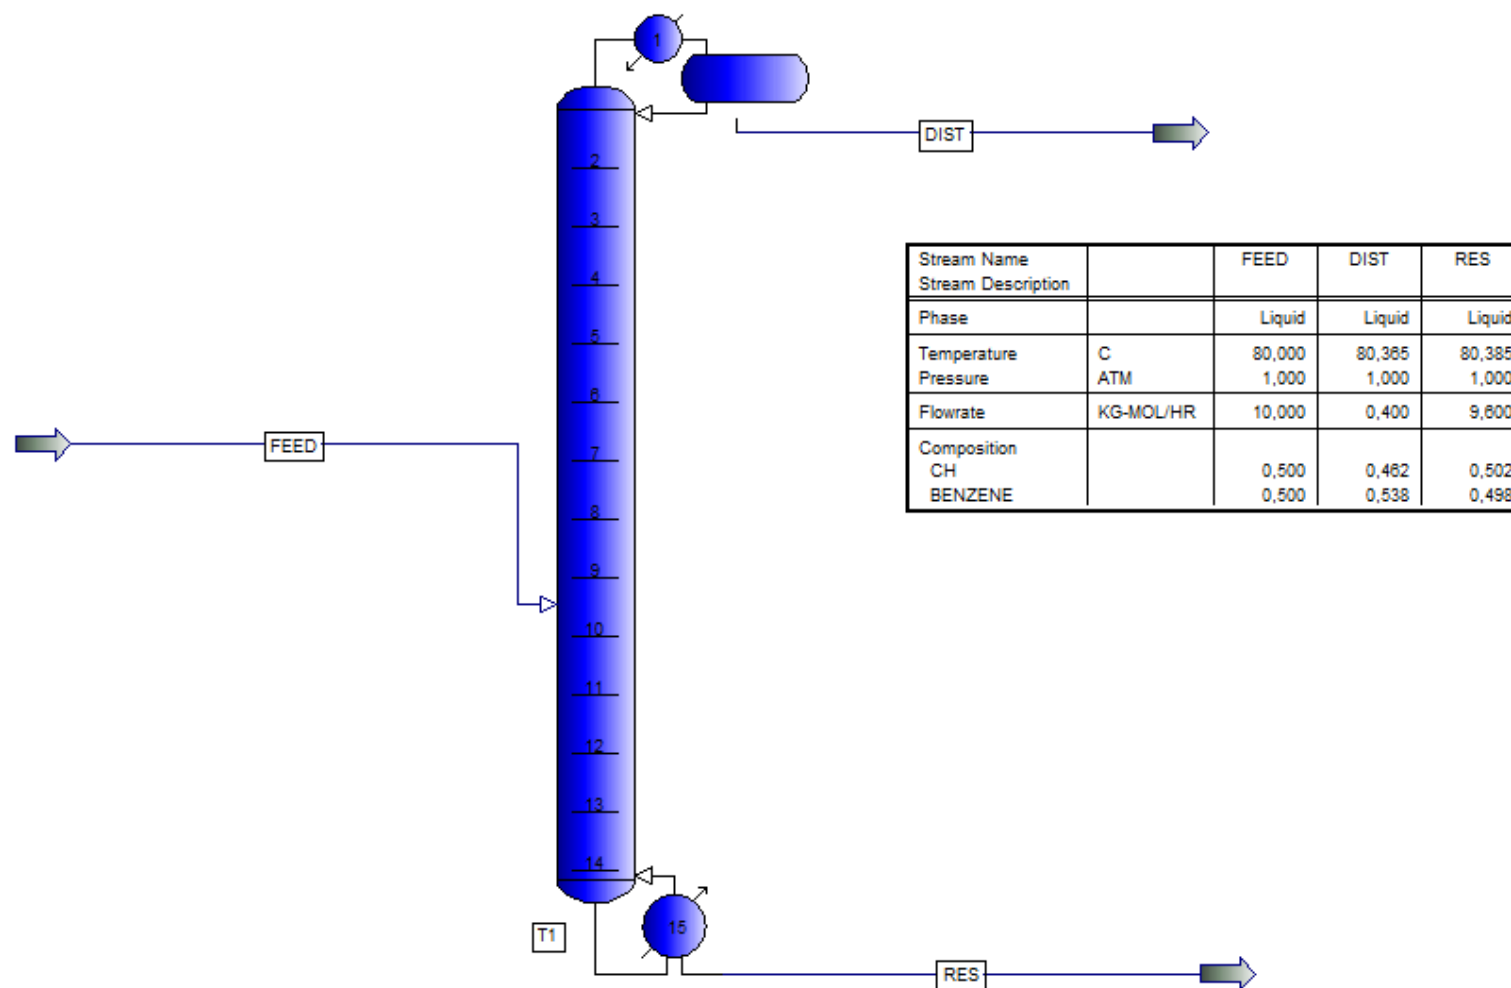 1
DIST
2
3
4
5
6
7
8
9
10
11
12
13
14
FEED
Stream Name FEED DIST RES
Stream Description
Phase Liquid Liquid Liquid
Temperature C 80,000 80,365 80,385
Pressure ATM 1,000 1,000 1,000
Flowrate KG-MOL/HR 10,000 0,400 9,600
Composition
CH 0,500 0,462 0,502
BENZENE 0,500 0,538 0,498
T1
15
RES